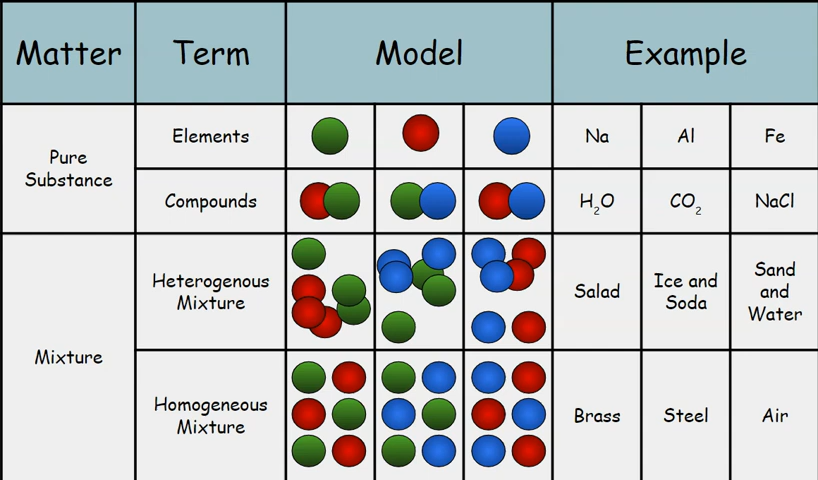 Matter Term Model Example
Pure
Substance
Elements Na Al Fe
Compounds H₂O CO₂ NaCl
Mixture
Heterogenous
Mixture
Salad
Ice and
Soda
Sand
and
Water
Homogeneous
Mixture
Brass Steel Air